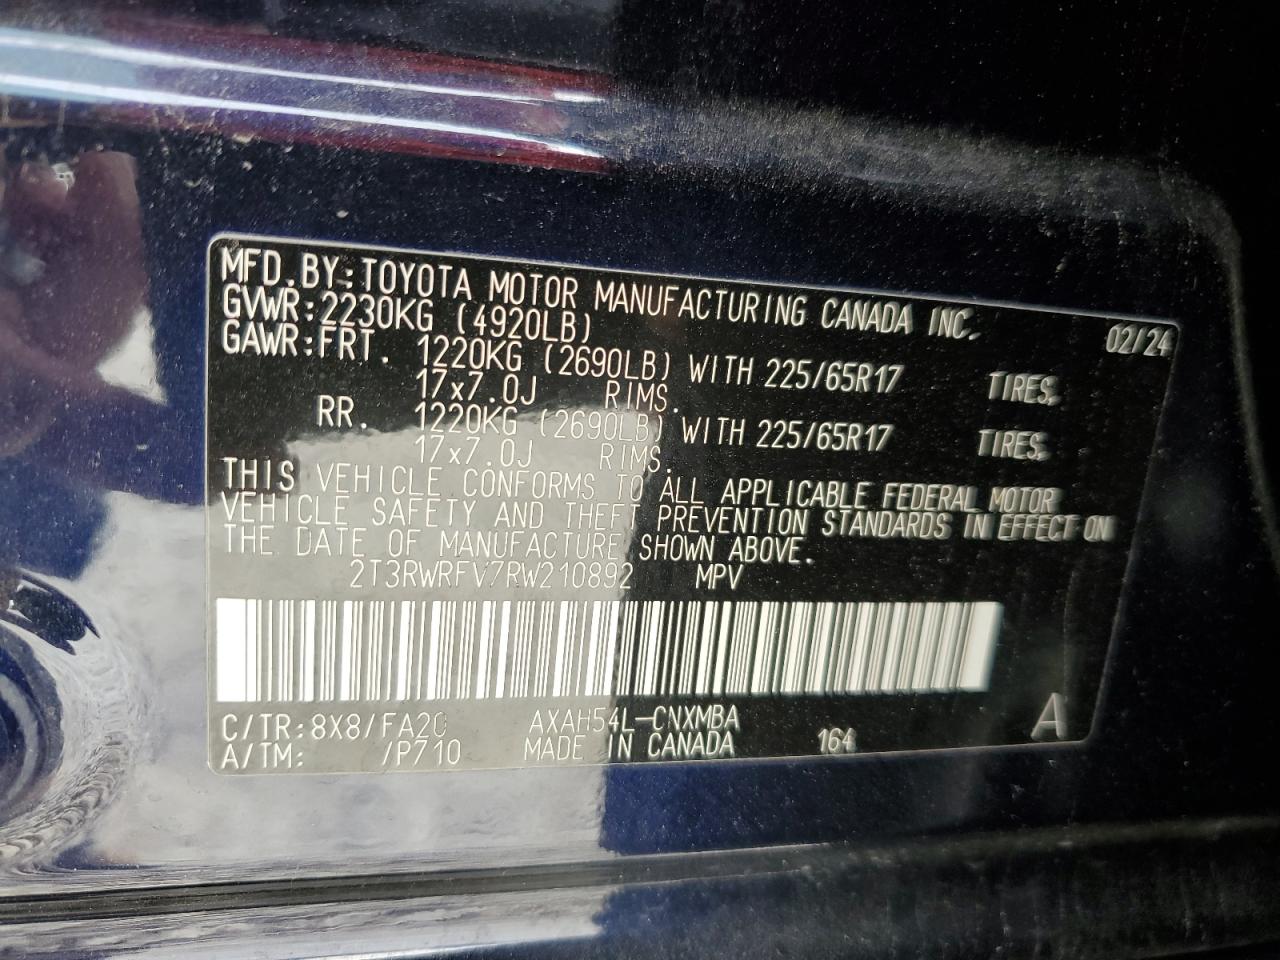 MFD.BY:TOYOTA MOTOR MANUFACTURING CANADA INC. 02/24
GVWR:2230KG (4920LB)
GAWR:FRT. 1220KG (2690LB) WITH 225/65R17 TIRES.
17x7.0J RIMS.
RR. 1220KG (2690LB) WITH 225/65R17 TIRES.
17x7.0J RIMS.
THIS VEHICLE CONFORMS TO ALL APPLICABLE FEDERAL MOTOR
VEHICLE SAFETY AND THEFT PREVENTION STANDARDS IN EFFECT ON
THE DATE OF MANUFACTURE SHOWN ABOVE.
2T3RWRFV7RW210892 MPV
C/TR:8X8/FA20 AXAH54L-CNXMBA A
A/TM: /P710 MADE IN CANADA 164